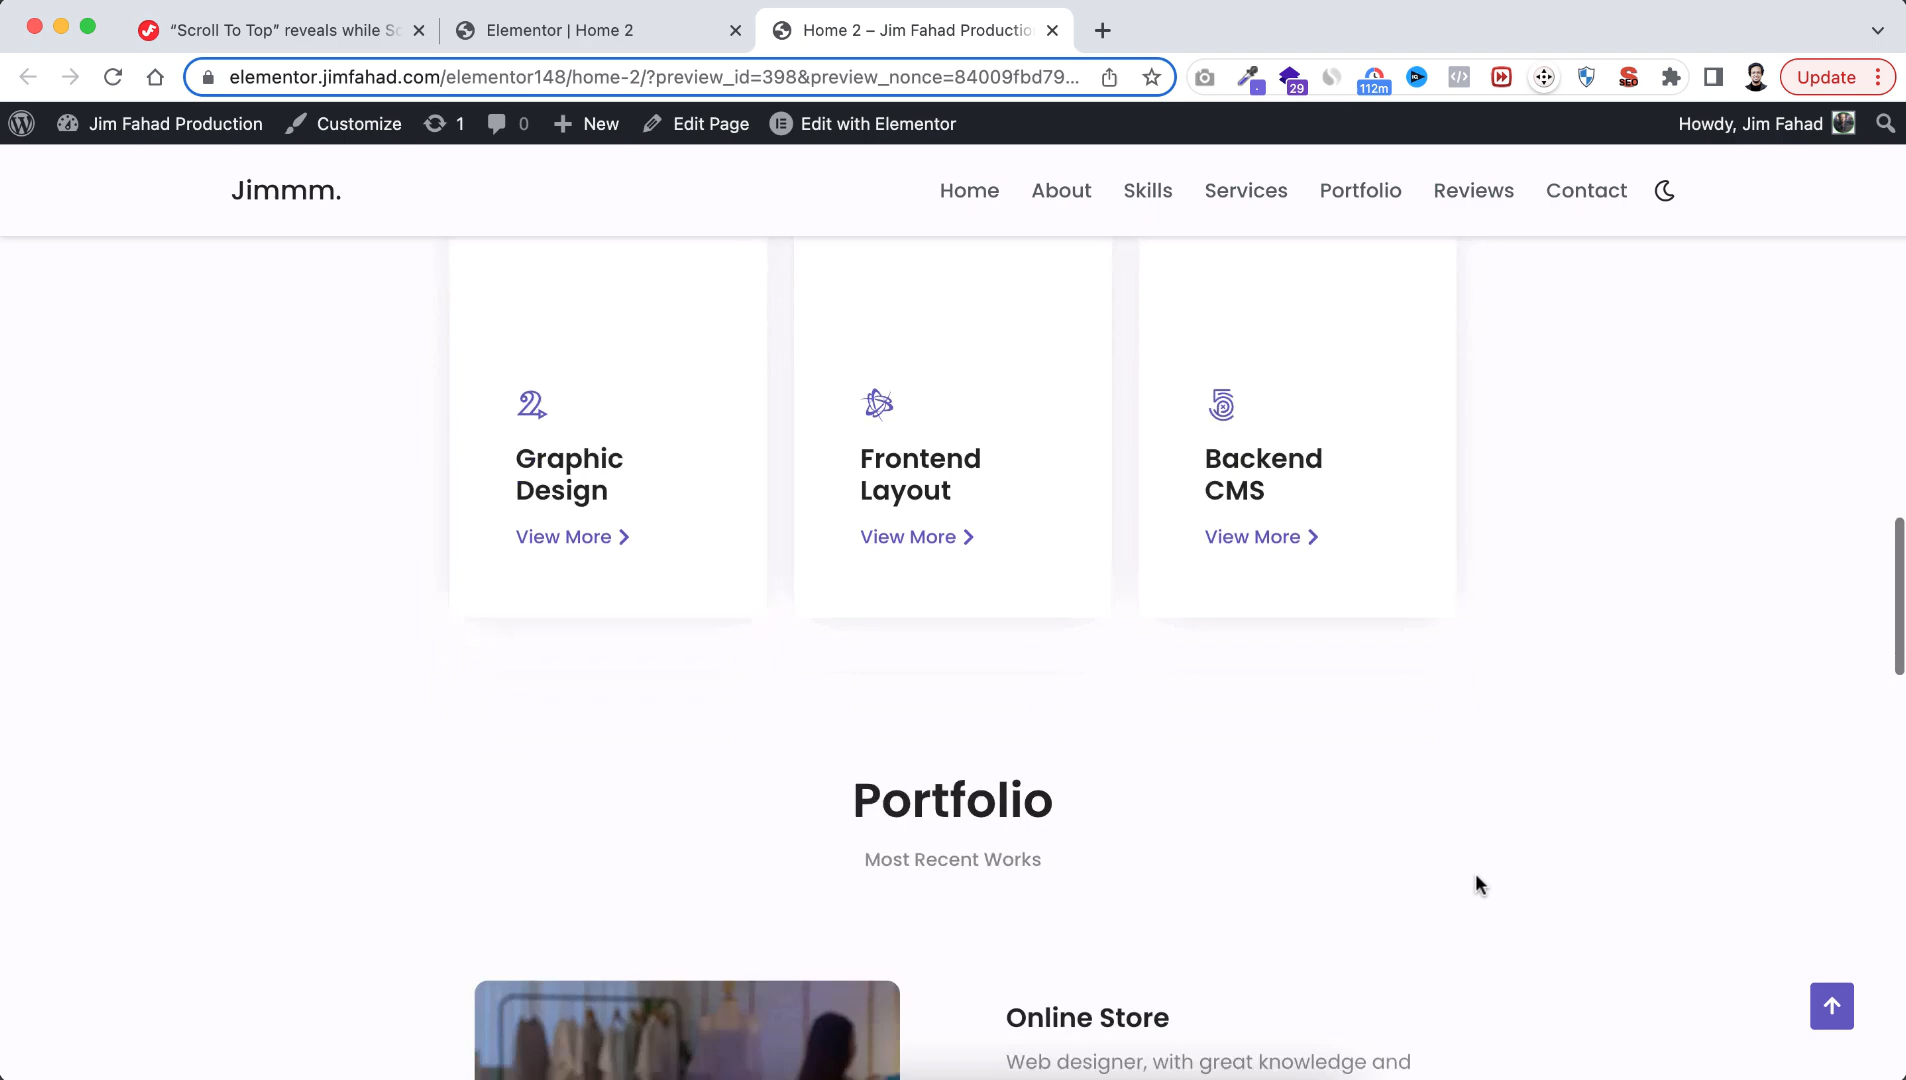 “Scroll To Top” reveals while Sc
Elementor | Home 2
Home 2 – Jim Fahad Productio
elementor.jimfahad.com/elementor148/home-2/?preview_id=398&preview_nonce=84009fbd79...
29
112m
SEO
Update
Jim Fahad Production
Customize
1
0
New
Edit Page
Edit with Elementor
Howdy, Jim Fahad
Jimmm.
Home
About
Skills
Services
Portfolio
Reviews
Contact
Graphic
Design
View More
Frontend
Layout
View More
Backend
CMS
View More
Portfolio
Most Recent Works
Online Store
Web designer, with great knowledge and